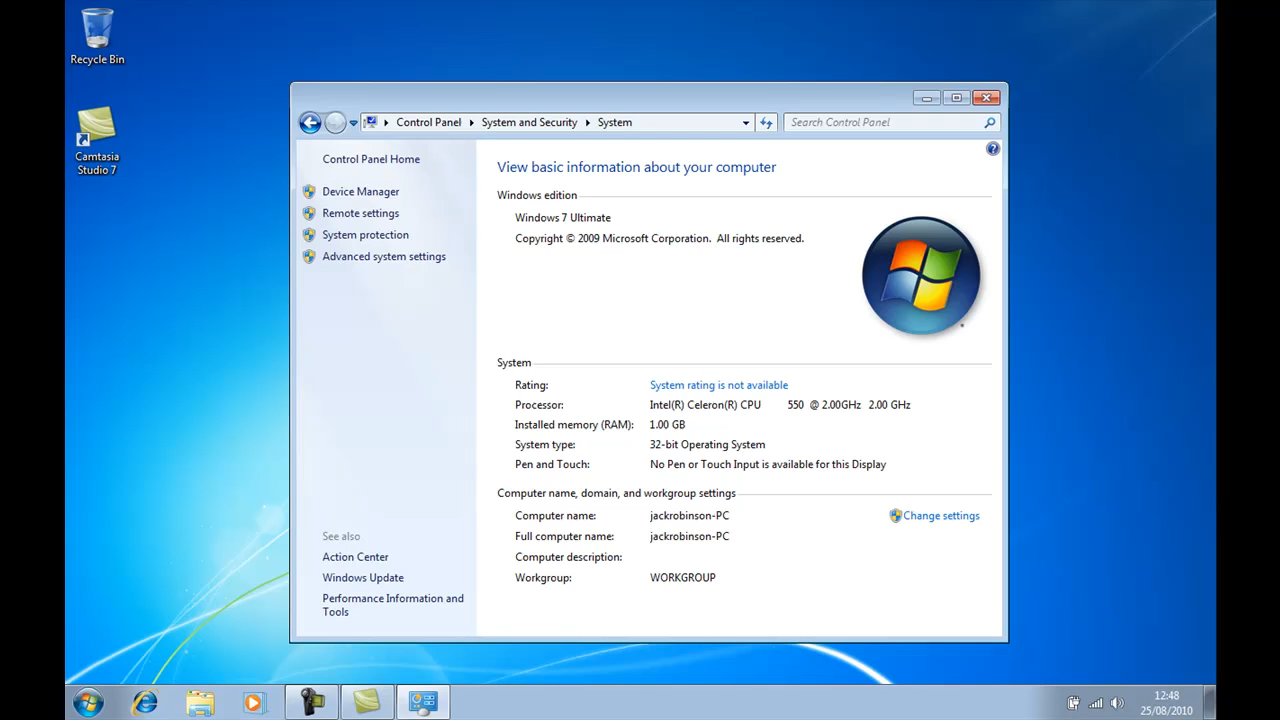 Recycle Bin
Camtasia
Studio 7
Control Panel
System and Security
System
Search Control Panel
Control Panel Home
Device Manager
Remote settings
System protection
Advanced system settings
See also
Action Center
Windows Update
Performance Information and
Tools
View basic information about your computer
Windows edition
Windows 7 Ultimate
Copyright © 2009 Microsoft Corporation. All rights reserved.
System
Rating: System rating is not available
Processor: Intel(R) Celeron(R) CPU 550 @ 2.00GHz 2.00 GHz
Installed memory (RAM): 1.00 GB
System type: 32-bit Operating System
Pen and Touch: No Pen or Touch Input is available for this Display
Computer name, domain, and workgroup settings
Computer name: jackrobinson-PC
Change settings
Full computer name: jackrobinson-PC
Computer description:
Workgroup: WORKGROUP
12:48
25/08/2010